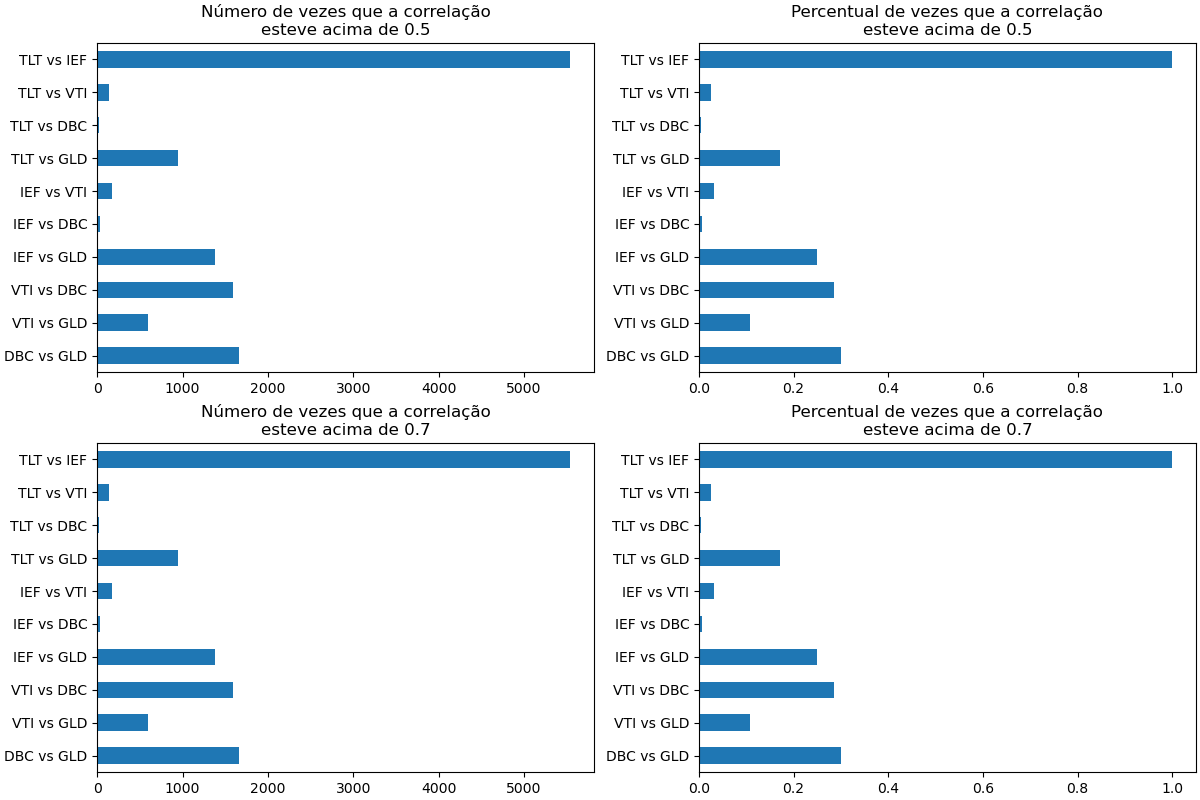 Número de vezes que a correlação
esteve acima de 0.5
TLT vs IEF
TLT vs VTI
TLT vs DBC
TLT vs GLD
IEF vs VTI
IEF vs DBC
IEF vs GLD
VTI vs DBC
VTI vs GLD
DBC vs GLD
0 1000 2000 3000 4000 5000
Percentual de vezes que a correlação
esteve acima de 0.5
TLT vs IEF
TLT vs VTI
TLT vs DBC
TLT vs GLD
IEF vs VTI
IEF vs DBC
IEF vs GLD
VTI vs DBC
VTI vs GLD
DBC vs GLD
0.0 0.2 0.4 0.6 0.8 1.0
Número de vezes que a correlação
esteve acima de 0.7
TLT vs IEF
TLT vs VTI
TLT vs DBC
TLT vs GLD
IEF vs VTI
IEF vs DBC
IEF vs GLD
VTI vs DBC
VTI vs GLD
DBC vs GLD
0 1000 2000 3000 4000 5000
Percentual de vezes que a correlação
esteve acima de 0.7
TLT vs IEF
TLT vs VTI
TLT vs DBC
TLT vs GLD
IEF vs VTI
IEF vs DBC
IEF vs GLD
VTI vs DBC
VTI vs GLD
DBC vs GLD
0.0 0.2 0.4 0.6 0.8 1.0